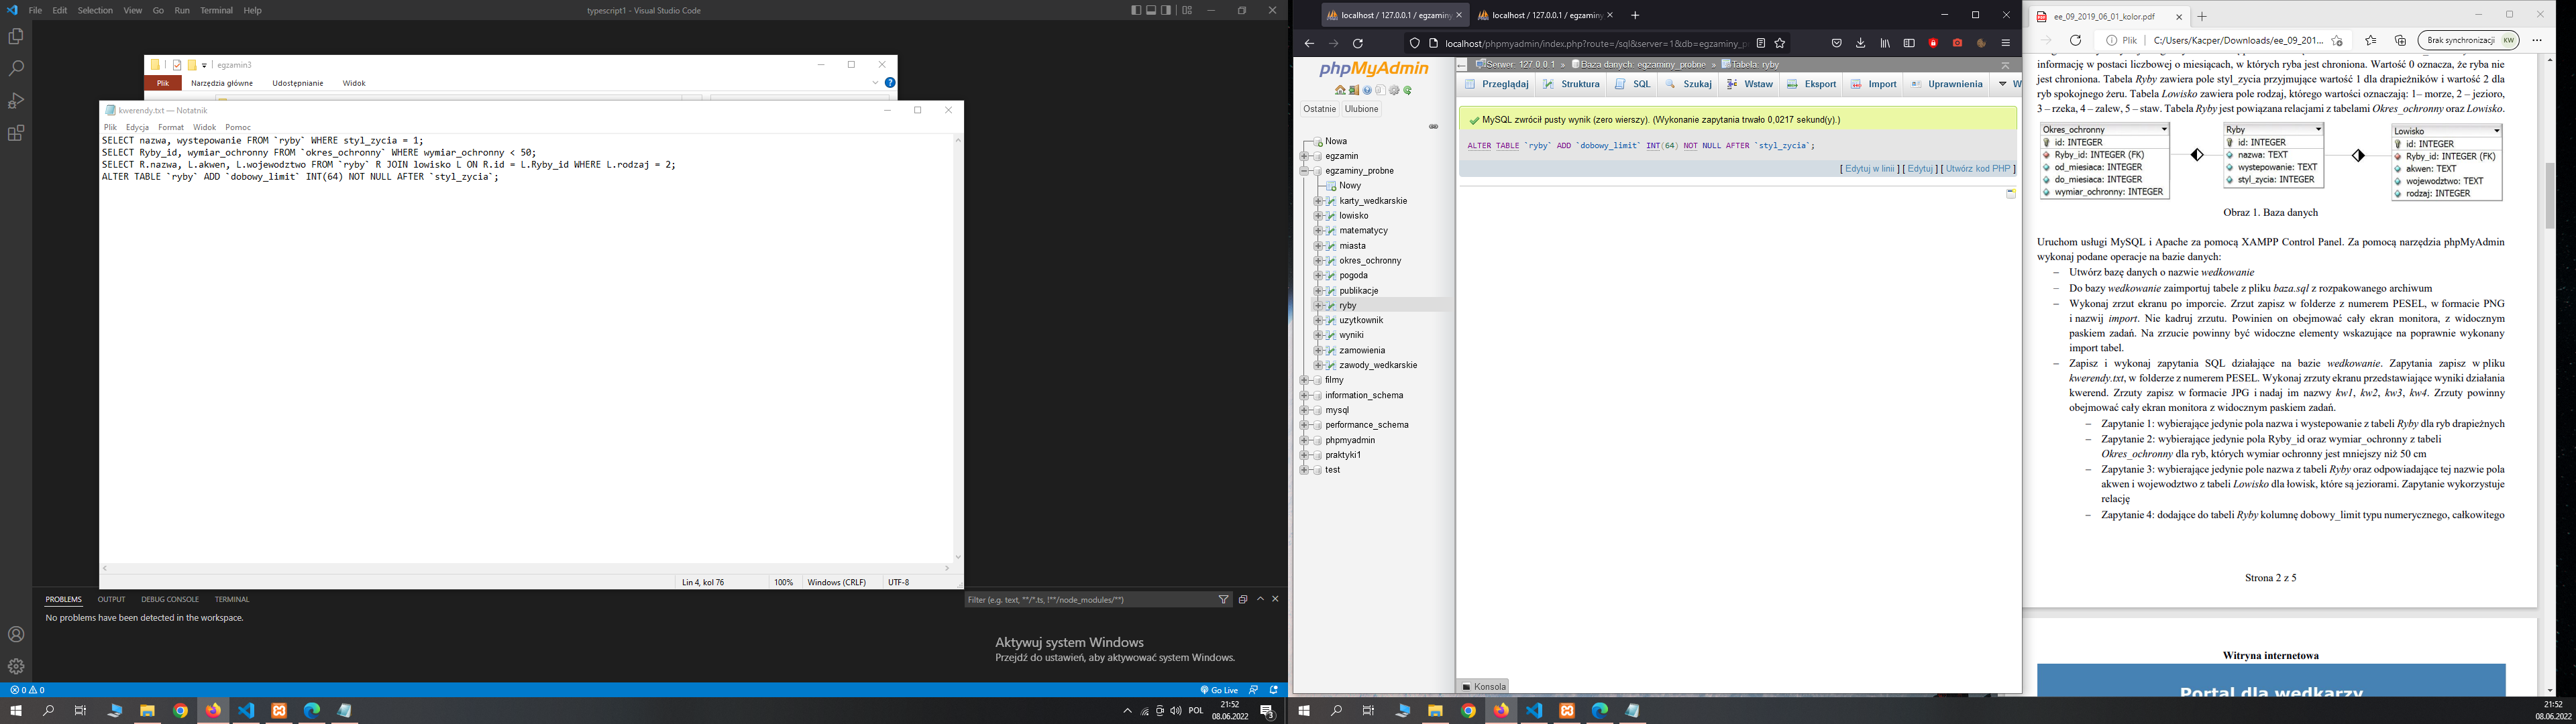 File Edit Selection View Go Run Terminal Help
typescript1 - Visual Studio Code
egzamin3
Plik Narzędzia główne Udostępnianie Widok
kwerendy.txt — Notatnik
Plik Edycja Format Widok Pomoc
SELECT nazwa, wystepowanie FROM `ryby` WHERE styl_zycia = 1;
SELECT Ryby_id, wymiar_ochronny FROM `okres_ochronny` WHERE wymiar_ochronny < 50;
SELECT R.nazwa, L.akwen, L.wojewodztwo FROM `ryby` R JOIN lowisko L ON R.id = L.Ryby_id WHERE L.rodzaj = 2;
ALTER TABLE `ryby` ADD `dobowy_limit` INT(64) NOT NULL AFTER `styl_zycia`;
Lin 4, kol 76 100% Windows (CRLF) UTF-8
PROBLEMS OUTPUT DEBUG CONSOLE TERMINAL
Filter (e.g. text, **/*.ts, !**/node_modules/**)
No problems have been detected in the workspace.
Aktywuj system Windows
Przejdź do ustawień, aby aktywować system Windows.
0 0
Go Live
POL
21:52
08.06.2022
3
localhost / 127.0.0.1 / egzaminy
localhost / 127.0.0.1 / egzaminy
localhost/phpmyadmin/index.php?route=/sql&server=1&db=egzaminy_p
phpMyAdmin
Ostatnie Ulubione
Nowa
egzamin
egzaminy_probne
Nowy
karty_wedkarskie
lowisko
matematycy
miasta
okres_ochronny
pogoda
publikacje
ryby
uzytkownik
wyniki
zamowienia
zawody_wedkarskie
filmy
information_schema
mysql
performance_schema
phpmyadmin
praktyki1
test
Serwer: 127.0.0.1 » Baza danych: egzaminy_probne » Tabela: ryby
Przeglądaj Struktura SQL Szukaj Wstaw Eksport Import Uprawnienia W
MySQL zwrócił pusty wynik (zero wierszy). (Wykonanie zapytania trwało 0,0217 sekund(y).)
ALTER TABLE `ryby` ADD `dobowy_limit` INT(64) NOT NULL AFTER `styl_zycia`;
[ Edytuj w linii ] [ Edytuj ] [ Utwórz kod PHP ]
Konsola
ee_09_2019_06_01_kolor.pdf
Plik C:/Users/Kacper/Downloads/ee_09_201...
Brak synchronizacji KW
informację w postaci liczbowej o miesiącach, w których ryba jest chroniona. Wartość 0 oznacza, że ryba nie
jest chroniona. Tabela Ryby zawiera pole styl_zycia przyjmujące wartość 1 dla drapieżników i wartość 2 dla
ryb spokojnego żeru. Tabela Lowisko zawiera pole rodzaj, którego wartości oznaczają: 1– morze, 2 – jezioro,
3 – rzeka, 4 – zalew, 5 – staw. Tabela Ryby jest powiązana relacjami z tabelami Okres_ochronny oraz Lowisko.
Okres_ochronny
id: INTEGER
Ryby_id: INTEGER (FK)
od_miesiaca: INTEGER
do_miesiaca: INTEGER
wymiar_ochronny: INTEGER
Ryby
id: INTEGER
nazwa: TEXT
wystepowanie: TEXT
styl_zycia: INTEGER
Lowisko
id: INTEGER
Ryby_id: INTEGER (FK)
akwen: TEXT
wojewodztwo: TEXT
rodzaj: INTEGER
Obraz 1. Baza danych
Uruchom usługi MySQL i Apache za pomocą XAMPP Control Panel. Za pomocą narzędzia phpMyAdmin
wykonaj podane operacje na bazie danych:
– Utwórz bazę danych o nazwie wedkowanie
– Do bazy wedkowanie zaimportuj tabele z pliku baza.sql z rozpakowanego archiwum
– Wykonaj zrzut ekranu po imporcie. Zrzut zapisz w folderze z numerem PESEL, w formacie PNG
i nazwij import. Nie kadruj zrzutu. Powinien on obejmować cały ekran monitora, z widocznym
paskiem zadań. Na zrzucie powinny być widoczne elementy wskazujące na poprawnie wykonany
import tabel.
– Zapisz i wykonaj zapytania SQL działające na bazie wedkowanie. Zapytania zapisz w pliku
kwerendy.txt, w folderze z numerem PESEL. Wykonaj zrzuty ekranu przedstawiające wyniki działania
kwerend. Zrzuty zapisz w formacie JPG i nadaj im nazwy kw1, kw2, kw3, kw4. Zrzuty powinny
obejmować cały ekran monitora z widocznym paskiem zadań.
– Zapytanie 1: wybierające jedynie pola nazwa i wystepowanie z tabeli Ryby dla ryb drapieżnych
– Zapytanie 2: wybierające jedynie pola Ryby_id oraz wymiar_ochronny z tabeli
Okres_ochronny dla ryb, których wymiar ochronny jest mniejszy niż 50 cm
– Zapytanie 3: wybierające jedynie pole nazwa z tabeli Ryby oraz odpowiadające tej nazwie pola
akwen i wojewodztwo z tabeli Lowisko dla łowisk, które są jeziorami. Zapytanie wykorzystuje
relację
– Zapytanie 4: dodające do tabeli Ryby kolumnę dobowy_limit typu numerycznego, całkowitego
Strona 2 z 5
Witryna internetowa
Portal dla wędkarzy
21:52
08.06.2022